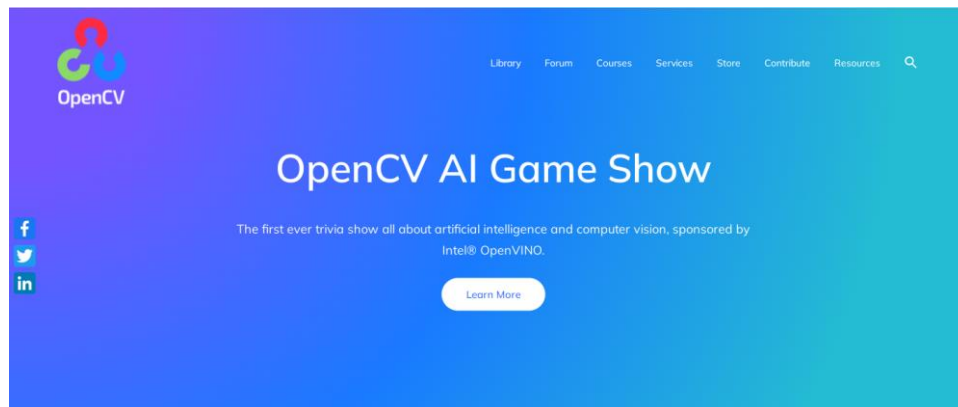 OpenCV
Library Forum Courses Services Store Contribute Resources
OpenCV AI Game Show
The first ever trivia show all about artificial intelligence and computer vision, sponsored by
Intel® OpenVINO.
Learn More
f
in